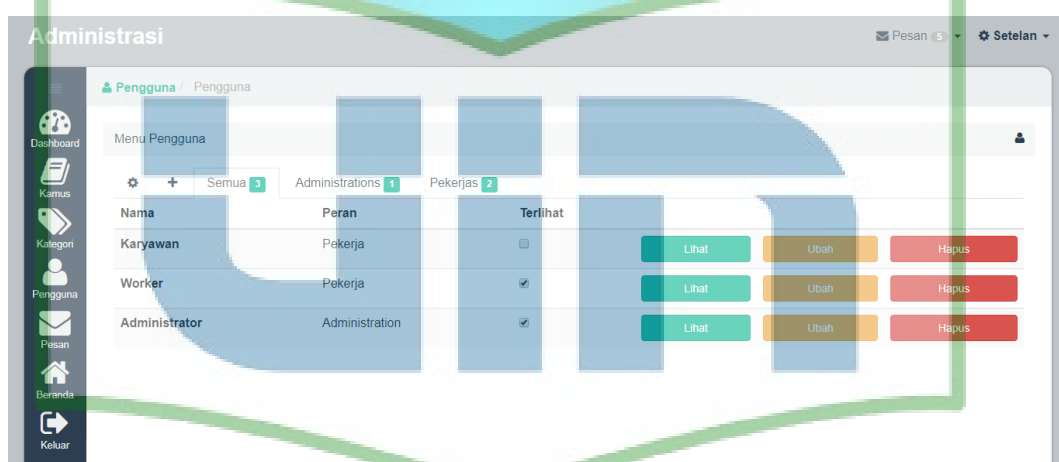 Administrasi
Pesan 5 Setelan
Pengguna / Pengguna
Dashboard
Menu Pengguna
Semua 3 Administrations 1 Pekerjas 2
Kamus
Nama Peran Terlihat
Kategori
Karyawan Pekerja Lihat Ubah Hapus
Pengguna
Worker Pekerja Lihat Ubah Hapus
Administrator Administration Lihat Ubah Hapus
Pesan
Beranda
Keluar